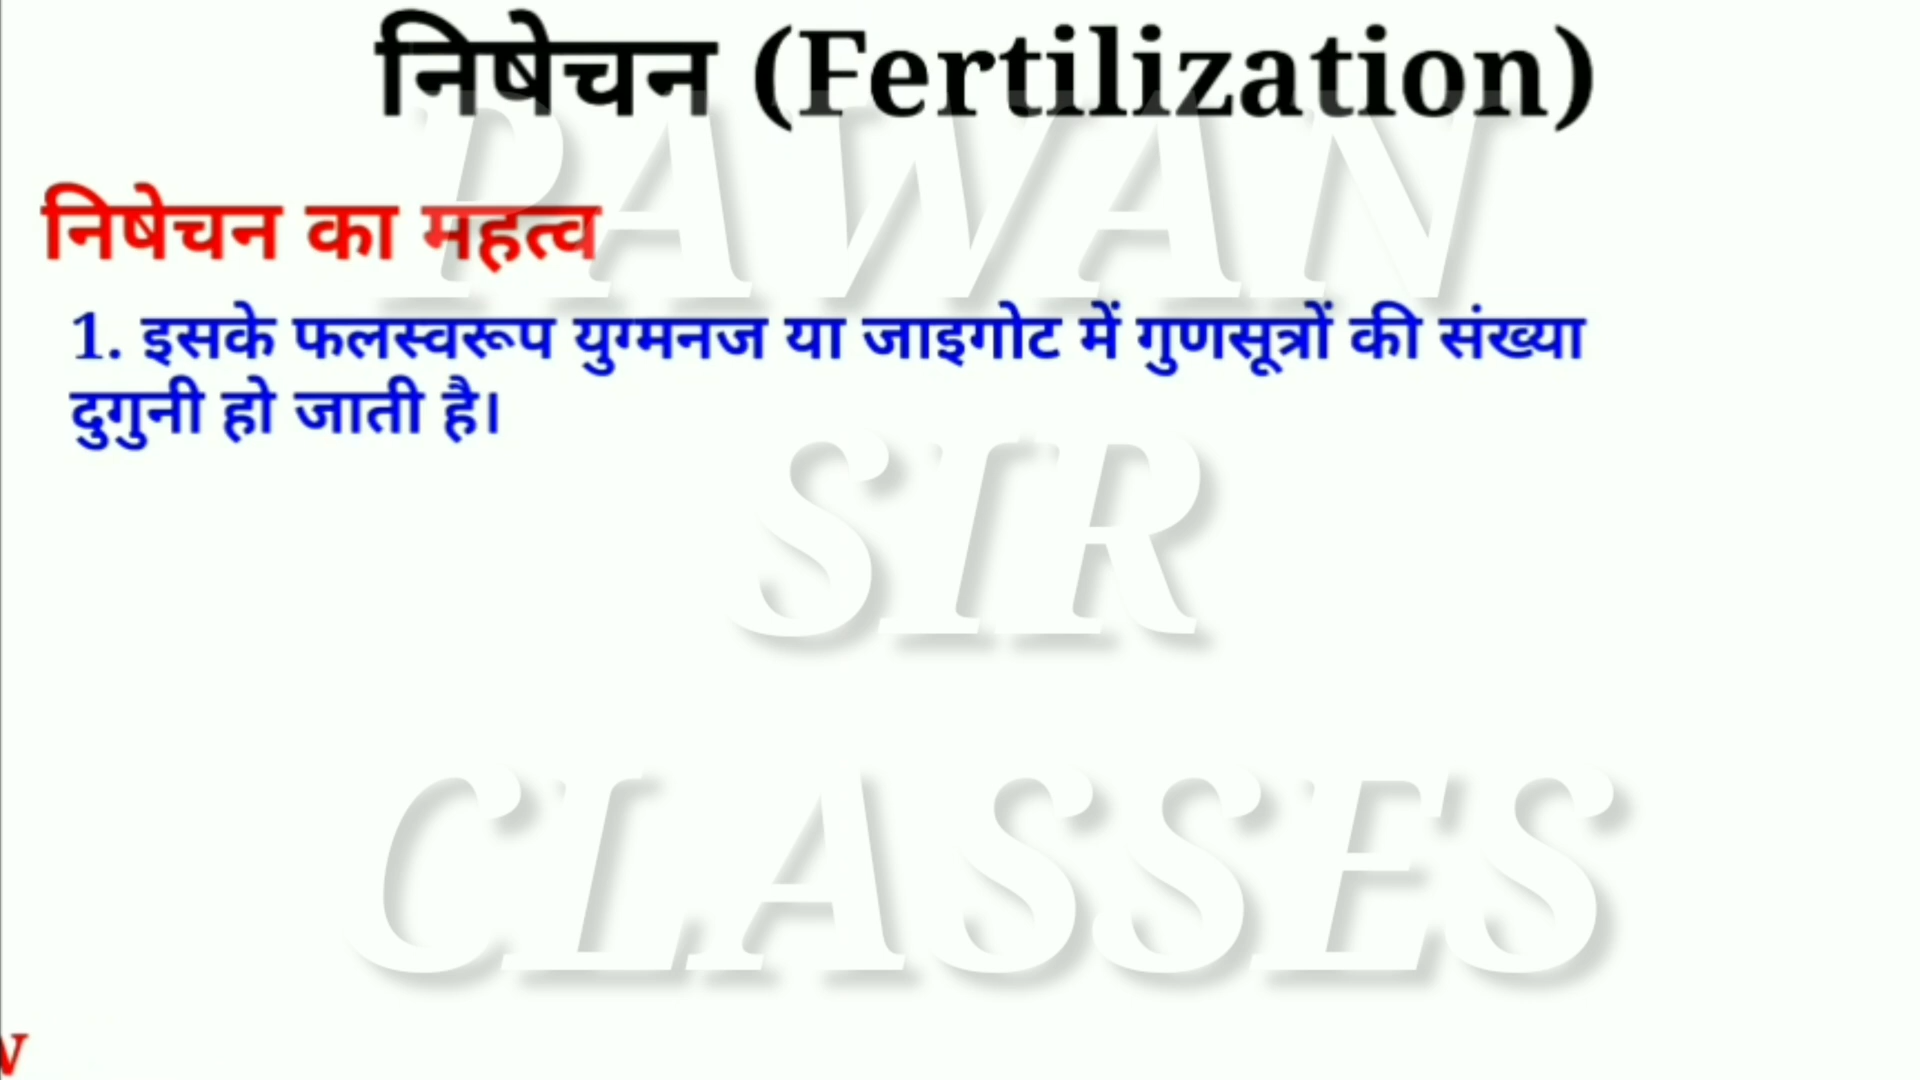 निषेचन (Fertilization)
निषेचन का महत्व
1. इसके फलस्वरूप युग्मनज या जाइगोट में गुणसूत्रों की संख्या
दुगुनी हो जाती है।
PAWAN
SIR
CLASSES